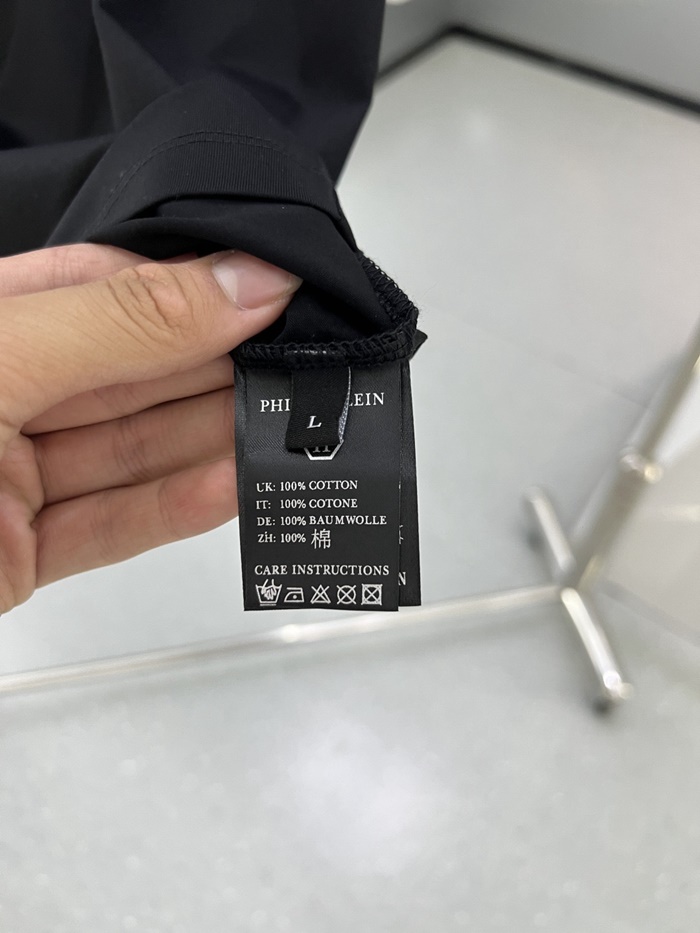 PHI LEIN
L
UK: 100% COTTON
IT: 100% COTONE
DE: 100% BAUMWOLLE
ZH: 100% 棉
CARE INSTRUCTIONS
N